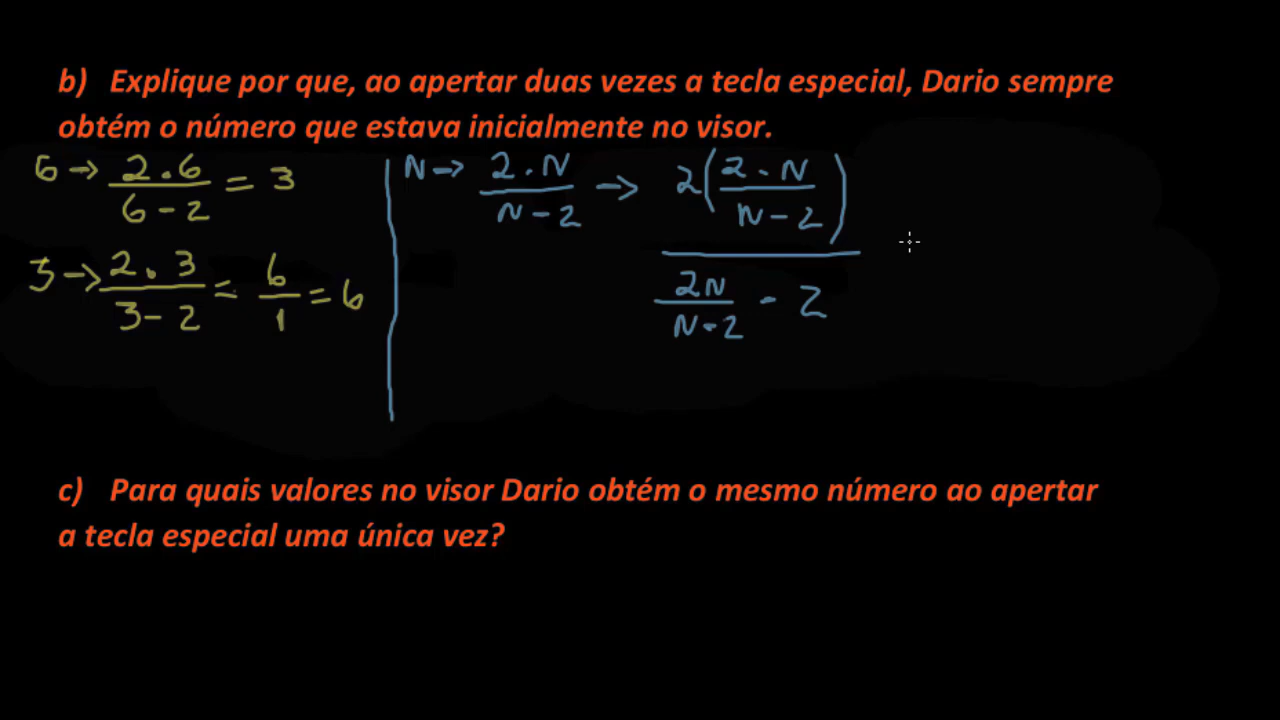 b) Explique por que, ao apertar duas vezes a tecla especial, Dario sempre
obtém o número que estava inicialmente no visor.
6 → 2.6 / 6-2 = 3
3 → 2.3 / 3-2 = 6/1 = 6
N → 2.N / N-2 → 2(2.N / N-2) / 2N / N-2 - 2
c) Para quais valores no visor Dario obtém o mesmo número ao apertar
a tecla especial uma única vez?